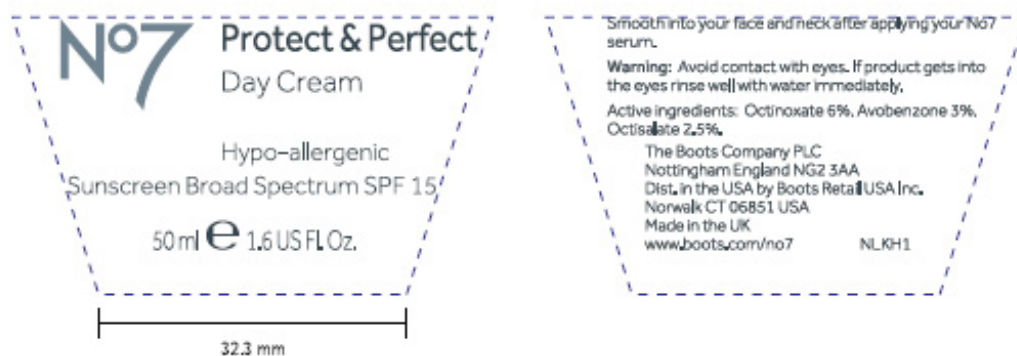 No7 Protect & Perfect
Day Cream
Hypo-allergenic
Sunscreen Broad Spectrum SPF 15
50 ml e 1.6 US Fl. Oz.
32.3 mm
Smooth into your face and neck after applying your No7
serum.
Warning: Avoid contact with eyes. If product gets into
the eyes rinse well with water immediately.
Active ingredients: Octinoxate 6%, Avobenzone 3%,
Octisalate 2.5%.
The Boots Company PLC
Nottingham England NG2 3AA
Dist. in the USA by Boots Retail USA Inc.
Norwalk CT 06851 USA
Made in the UK
www.boots.com/no7 NLKH1